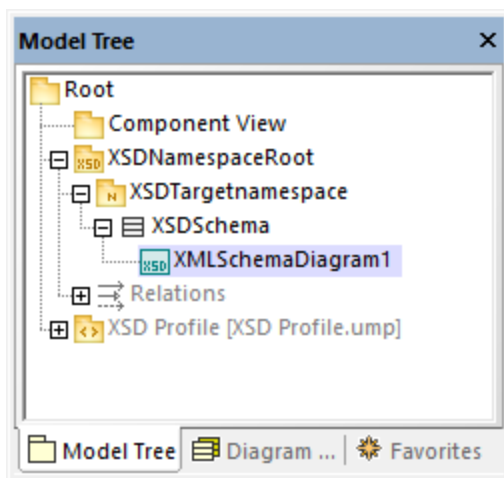 Model Tree
Root
Component View
XSD XSDNamespaceRoot
N XSDTargetnamespace
XSDSchema
XSD XMLSchemaDiagram1
Relations
XSD Profile [XSD Profile.ump]
Model Tree Diagram ... Favorites